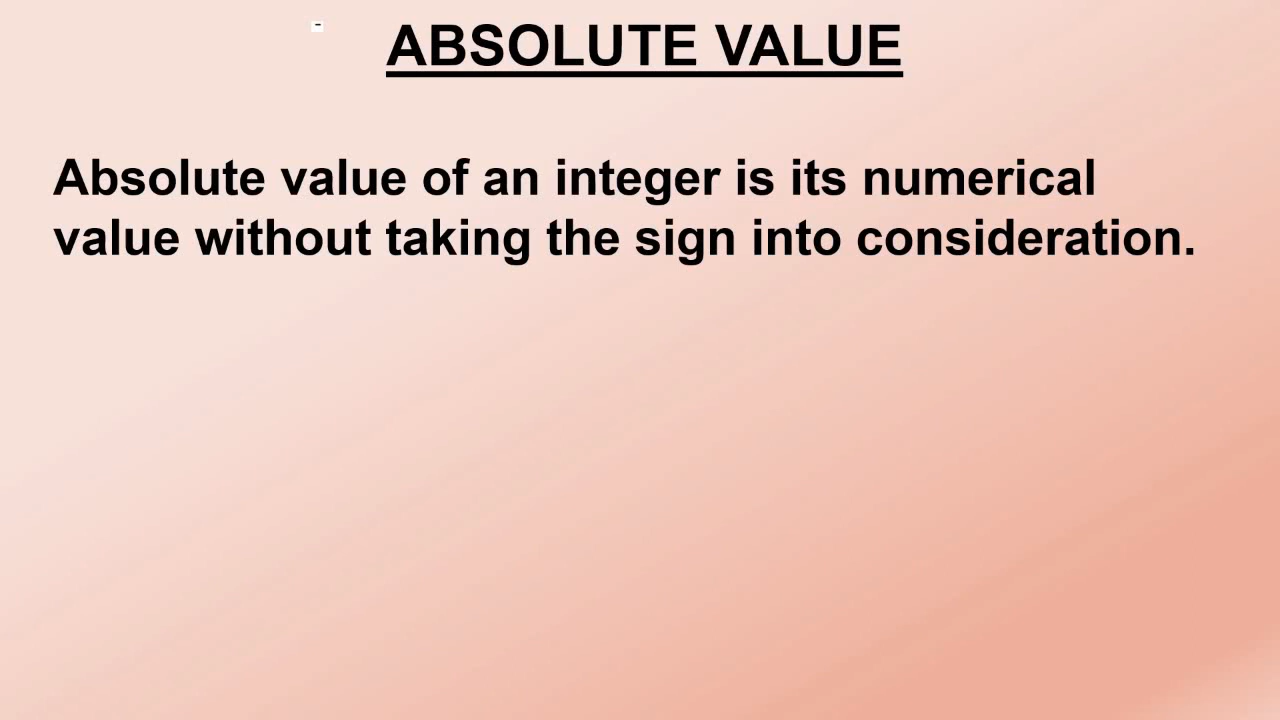 ABSOLUTE VALUE
Absolute value of an integer is its numerical
value without taking the sign into consideration.